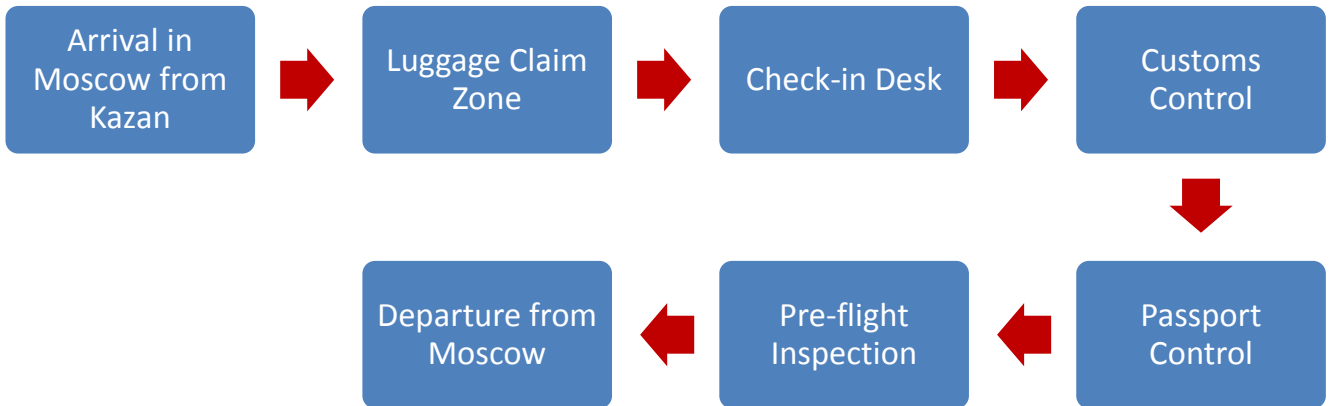 Arrival in
Moscow from
Kazan
Luggage Claim
Zone
Check-in Desk
Customs
Control
Passport
Control
Pre-flight
Inspection
Departure from
Moscow